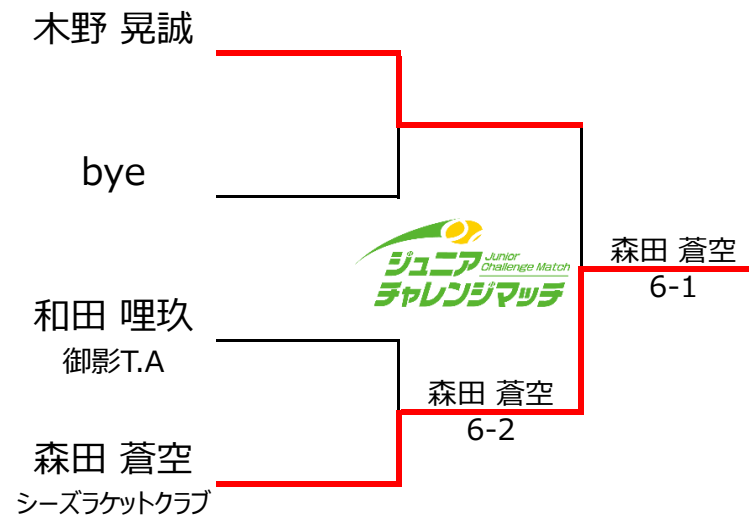 木野 晃誠
bye
ジュニア Junior Challenge Match
チャレンジマッチ
森田 蒼空
6-1
和田 哩玖
御影T.A
森田 蒼空
6-2
森田 蒼空
シーズラケットクラブ